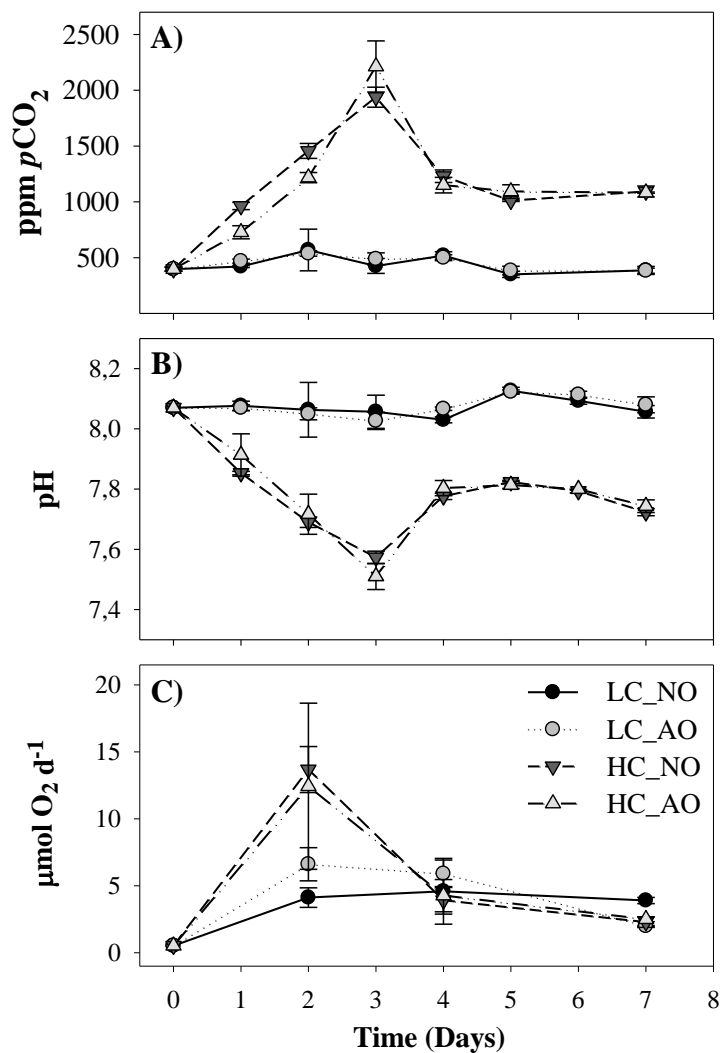 A)
2500
2000
1500
1000
500
ppm pCO2
B)
8,2
8,0
7,8
7,6
7,4
pH
C)
20
15
10
5
0
µmol O2 d-1
LC_NO
LC_AO
HC_NO
HC_AO
0 1 2 3 4 5 6 7 8
Time (Days)